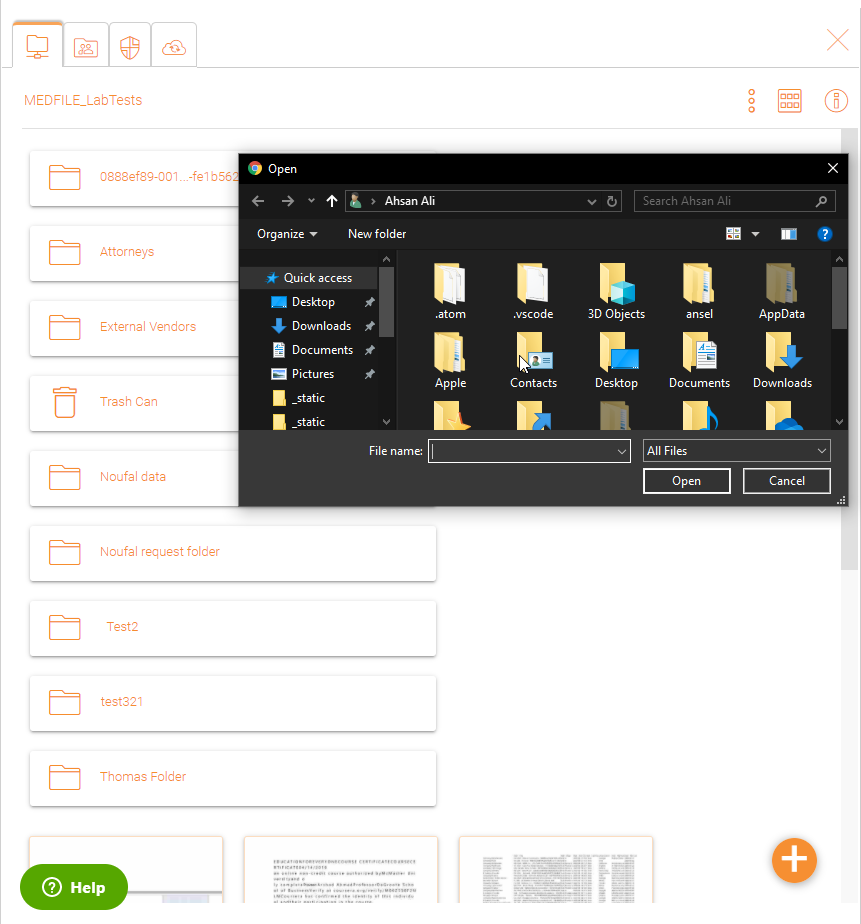 MEDFILE_LabTests
0888ef89-001...-fe1b562
Attorneys
External Vendors
Trash Can
Noufal data
Noufal request folder
Test2
test321
Thomas Folder
Open
Ahsan Ali
Search Ahsan Ali
Organize
New folder
Quick access
Desktop
Downloads
Documents
Pictures
_static
_static
.atom
.vscode
3D Objects
ansel
AppData
Apple
Contacts
Desktop
Documents
Downloads
File name:
All Files
Open
Cancel
Help